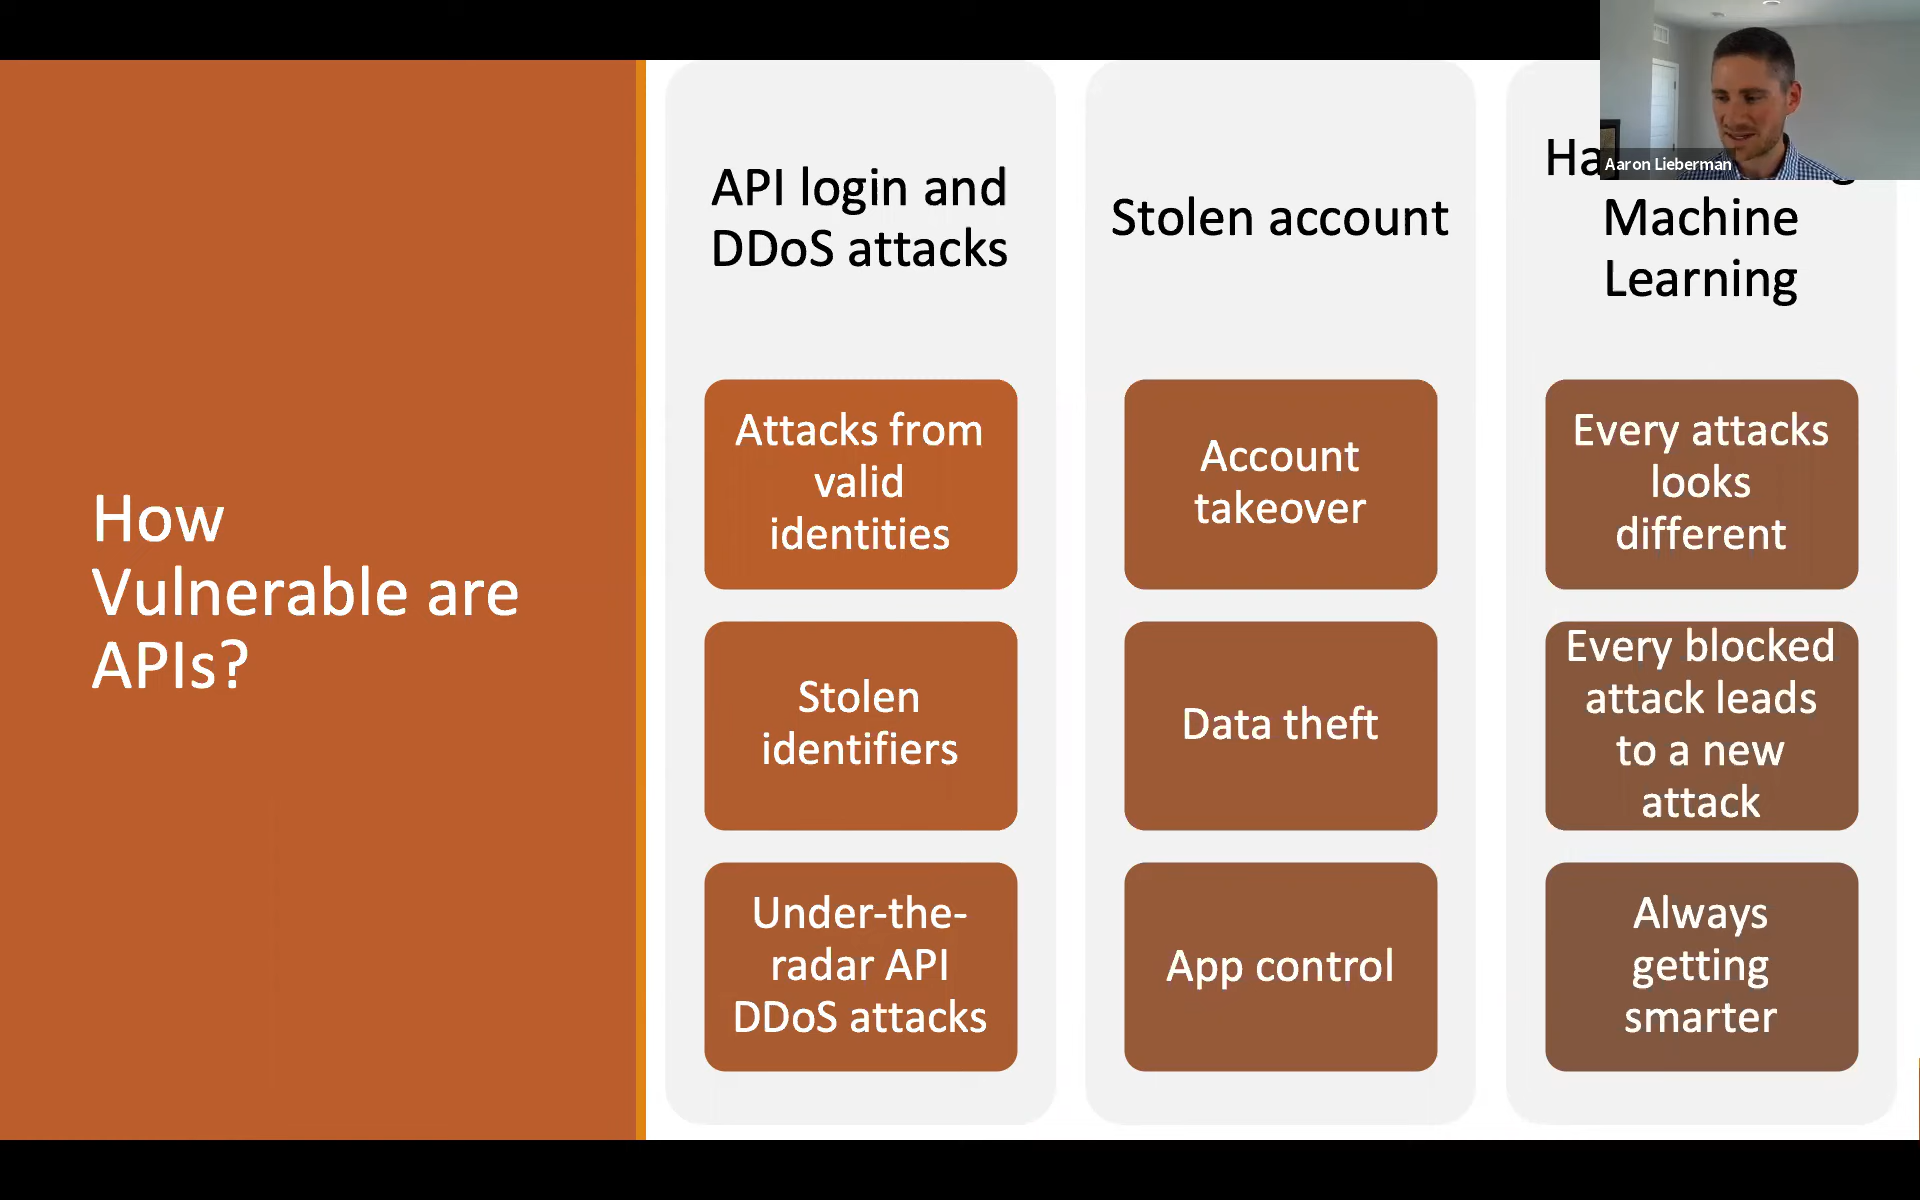 How
Vulnerable are
APIs?
API login and
DDoS attacks
Attacks from
valid
identities
Stolen
identifiers
Under-the-
radar API
DDoS attacks
Stolen account
Account
takeover
Data theft
App control
Machine
Learning
Every attacks
looks
different
Every blocked
attack leads
to a new
attack
Always
getting
smarter
Aaron Lieberman